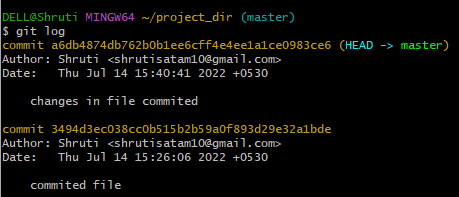 DELL@Shruti MINGW64 ~/project_dir (master)
$ git log
commit a6db4874db762b0b1ee6cff4e4ee1a1ce0983ce6 (HEAD -> master)
Author: Shruti <shrutisatam10@gmail.com>
Date:   Thu Jul 14 15:40:41 2022 +0530

    changes in file commited

commit 3494d3ec038cc0b515b2b59a0f893d29e32a1bde
Author: Shruti <shrutisatam10@gmail.com>
Date:   Thu Jul 14 15:26:06 2022 +0530

    commited file